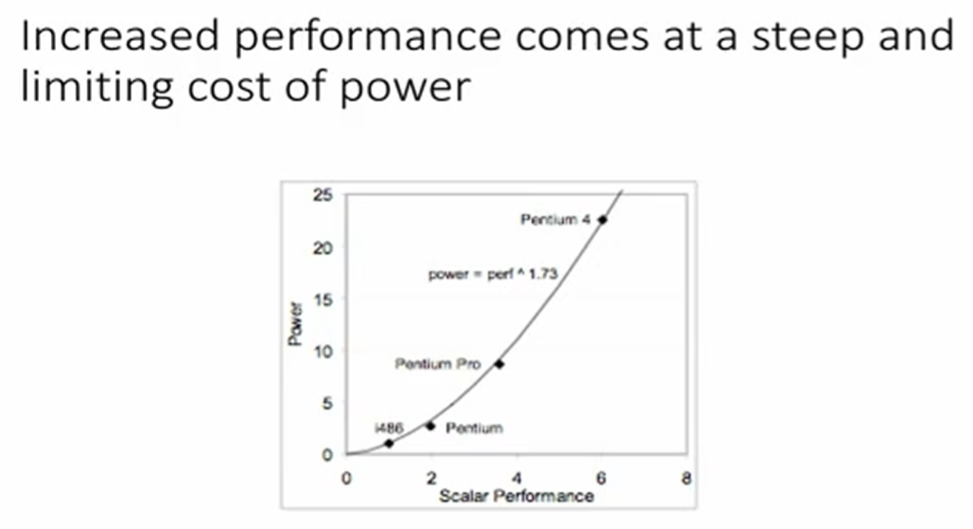 Increased performance comes at a steep and
limiting cost of power
25
Pentium 4
20
power = perf ^ 1.73
15
Power
10
Pentium Pro
5
i486
Pentium
0
0 2 4 6 8
Scalar Performance